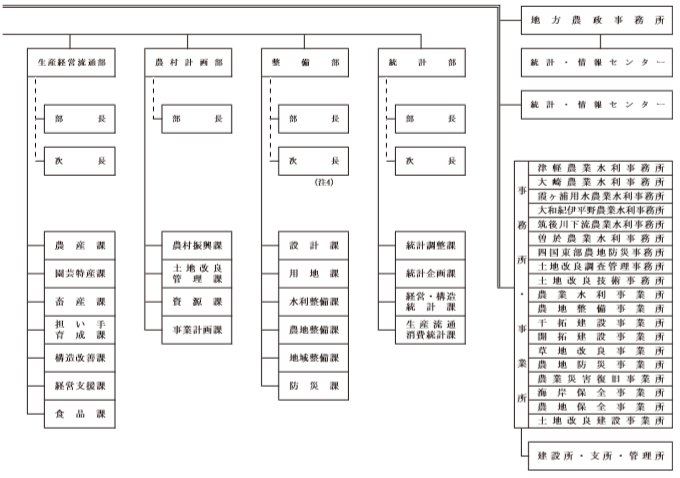 地方農政事務所
統計・情報センター
統計・情報センター
生産経営流通部
部長
次長
農産課
園芸特産課
畜産課
担い手
育成課
構造改善課
経営支援課
食品課
農村計画部
部長
農村振興課
土地改良
管理課
資源課
事業計画課
整備部
部長
次長
(注4)
設計課
用地課
水利整備課
農地整備課
地域整備課
防災課
統計部
部長
次長
統計調整課
統計企画課
経営・構造
統計課
生産流通
消費統計課
事務所・事業所
津軽農業水利事務所
大崎農業水利事務所
霞ヶ浦用水農業水利事務所
大和紀伊平野農業水利事務所
筑後川下流農業水利事務所
曽於農業水利事務所
四国東部農地防災事務所
土地改良調査管理事務所
土地改良技術事務所
農業水利事業所
農地整備事業所
干拓建設事業所
開拓建設事業所
草地改良事業所
農地防災事業所
農業災害復旧事業所
海岸保全事業所
農地保全事業所
土地改良建設事業所
建設所・支所・管理所